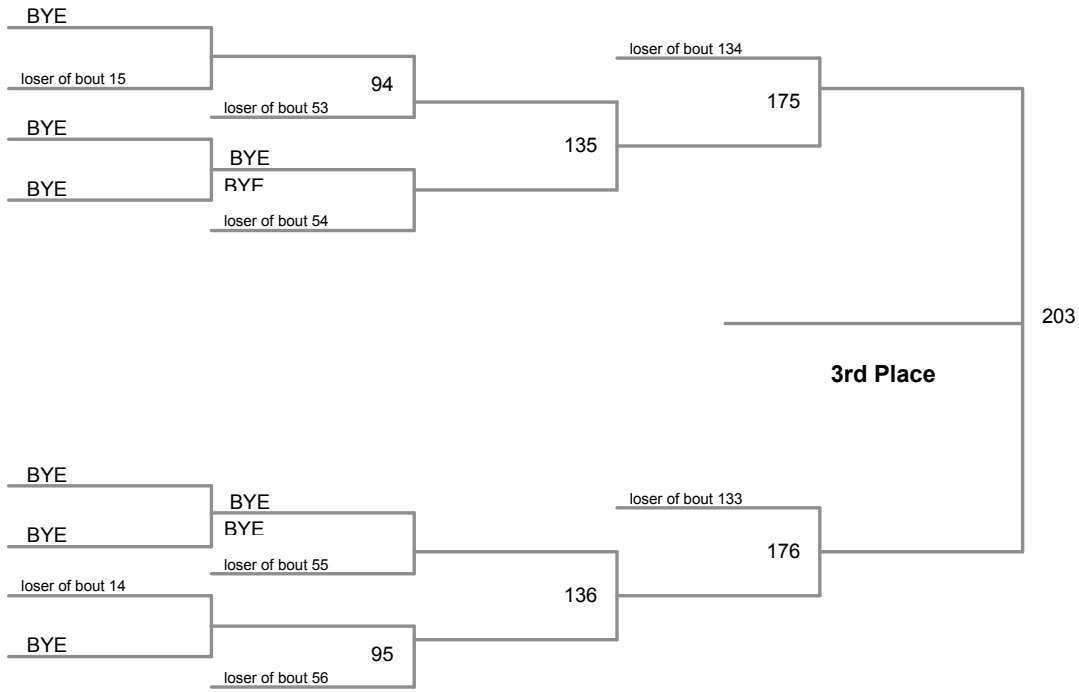 BYE
loser of bout 15
94
loser of bout 53
BYE
BYE
BYE
BYE
loser of bout 54
135
loser of bout 134
175
203
3rd Place
BYE
BYE
BYE
BYE
loser of bout 55
loser of bout 14
BYE
95
loser of bout 56
136
loser of bout 133
176